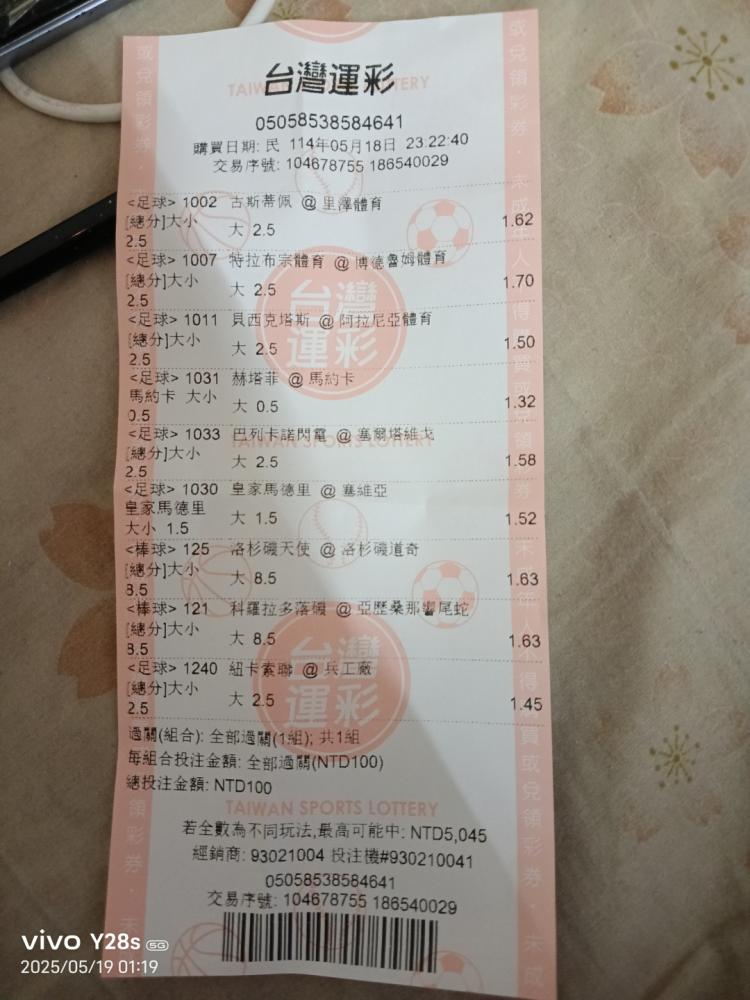 台灣運彩
TAIWAN SPORTS LOTTERY
05058538584641
購買日期: 民 114年05月18日 23:22:40
交易序號: 104678755 186540029
<足球> 1002 古斯蒂佩 @ 里澤體育
[總分]大小 大 2.5 1.62
2.5
<足球> 1007 特拉布宗體育 @ 博德魯姆體育
[總分]大小 大 2.5 1.70
2.5
<足球> 1011 貝西克塔斯 @ 阿拉尼亞體育
[總分]大小 大 2.5 1.50
2.5
<足球> 1031 赫塔菲 @ 馬約卡
馬約卡 大小 大 0.5 1.32
0.5
<足球> 1033 巴列卡諾閃電 @ 塞爾塔維戈
[總分]大小 大 2.5 1.58
2.5
<足球> 1030 皇家馬德里 @ 塞維亞
皇家馬德里 大 1.5 1.52
大小 1.5
<棒球> 125 洛杉磯天使 @ 洛杉磯道奇
[總分]大小 大 8.5 1.63
8.5
<棒球> 121 科羅拉多落磯 @ 亞歷桑那響尾蛇
[總分]大小 大 8.5 1.63
8.5
<足球> 1240 紐卡索聯 @ 兵工廠
[總分]大小 大 2.5 1.45
2.5
過關(組合): 全部過關(1組); 共1組
每組合投注金額: 全部過關(NTD100)
總投注金額: NTD100
TAIWAN SPORTS LOTTERY
若全數為不同玩法,最高可能中: NTD5,045
經銷商: 93021004 投注機#930210041
05058538584641
交易序號: 104678755 186540029
vivo Y28s 5G
2025/05/19 01:19